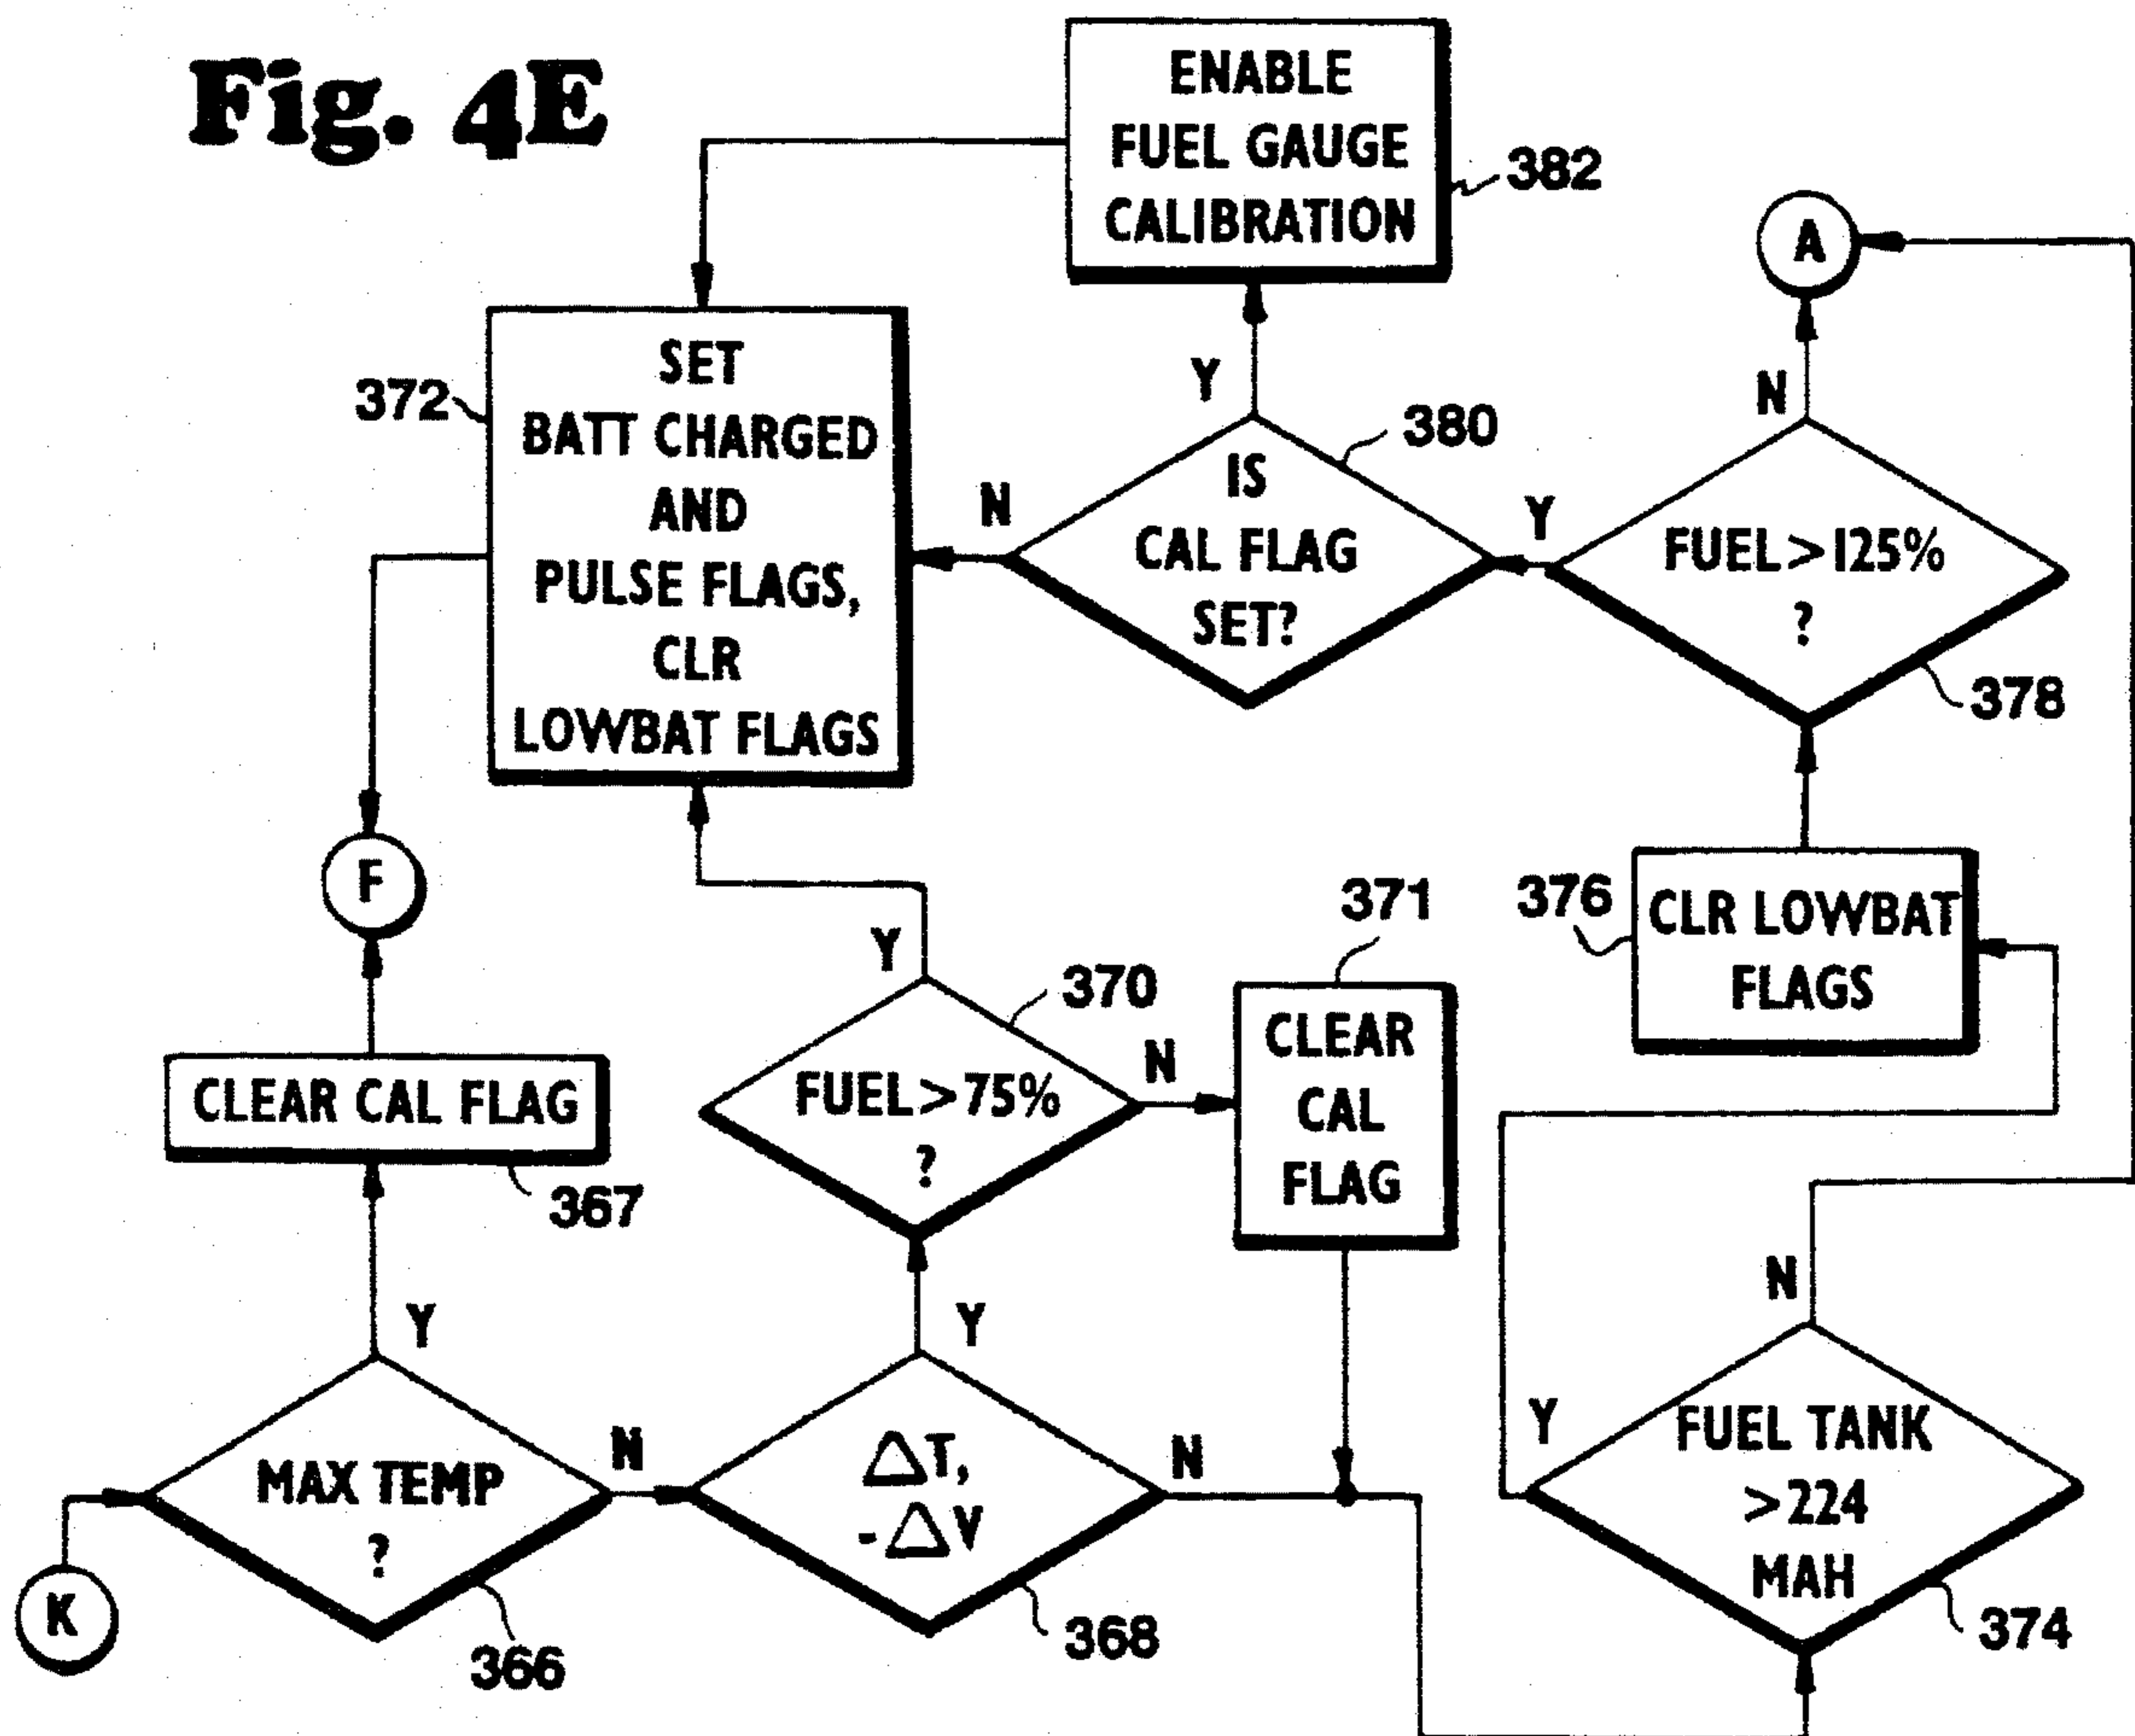 Fig. 4E
ENABLE
FUEL GAUGE
CALIBRATION
382
A
SET
BATT CHARGED
AND
PULSE FLAGS,
CLR
LOWBAT FLAGS
372
Y
N
IS
CAL FLAG
SET?
380
Y
N
FUEL > 125%
?
378
F
376
CLR LOWBAT
FLAGS
371
CLEAR
CAL
FLAG
Y
370
FUEL > 75%
?
N
CLEAR CAL FLAG
367
Y
MAX TEMP
?
N
366
K
Y
ΔT,
-ΔV
N
368
N
Y
FUEL TANK
>224
MAH
374